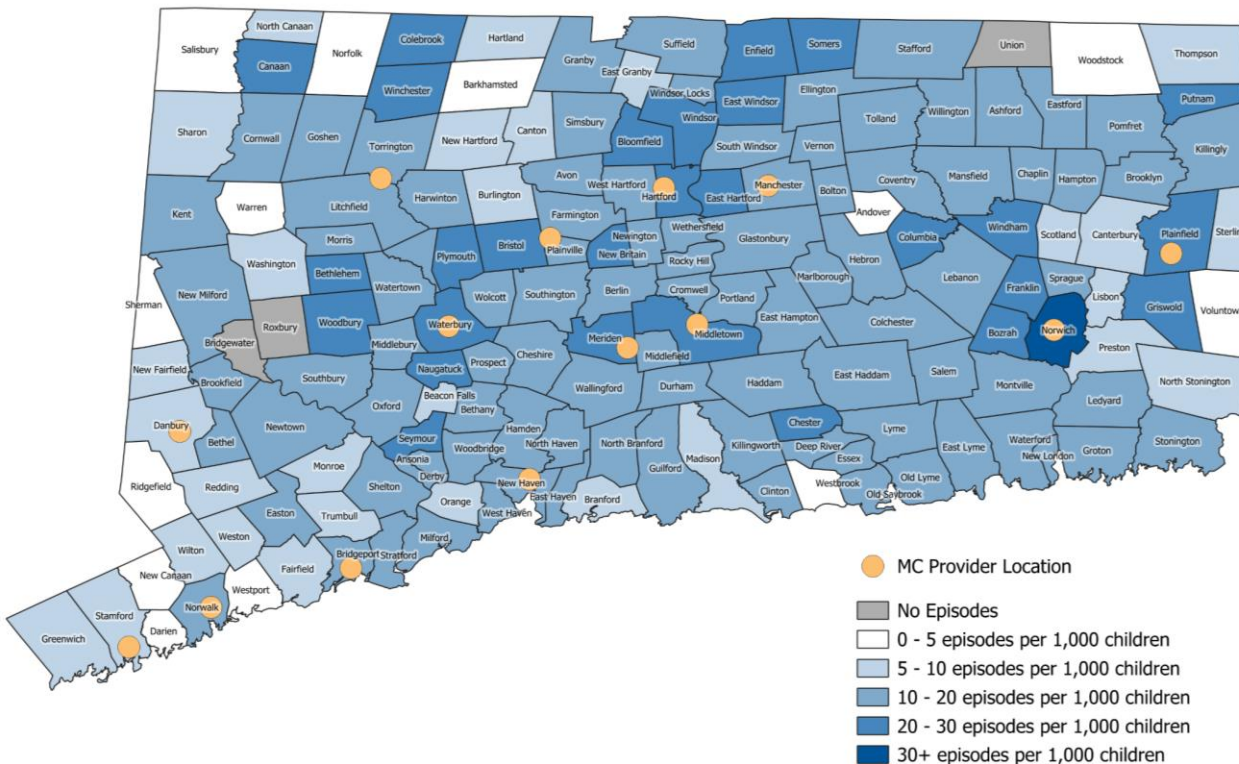 North Canaan
Salisbury
Norfolk
Colebrook
Hartland
Canaan
Winchester
Barkhamsted
Granby
Suffield
East Granby
Windsor Locks
Enfield
Somers
Stafford
Union
Woodstock
Thompson
Putnam
East Windsor
Ellington
Willington
Ashford
Eastford
Pomfret
Killingly
Sharon
Cornwall
Goshen
Torrington
New Hartford
Canton
Simsbury
Bloomfield
Windsor
South Windsor
Vernon
Tolland
Mansfield
Chaplin
Hampton
Brooklyn
Kent
Warren
Litchfield
Harwinton
Burlington
Avon
West Hartford
Hartford
East Hartford
Manchester
Bolton
Coventry
Andover
Farmington
Morris
Washington
Bethlehem
Plymouth
Bristol
Plainville
New Britain
Newington
Wethersfield
Rocky Hill
Glastonbury
Hebron
Columbia
Windham
Scotland
Canterbury
Plainfield
Sterlin
Sherman
New Milford
Roxbury
Bridgewater
Woodbury
Watertown
Waterbury
Wolcott
Southington
Berlin
Cromwell
Portland
Marlborough
East Hampton
Colchester
Lebanon
Franklin
Sprague
Lisbon
Griswold
Voluntow
Bozrah
Norwich
Preston
Middlebury
Meriden
Middletown
Middlefield
New Fairfield
Brookfield
Southbury
Naugatuck
Prospect
Cheshire
Beacon Falls
Bethany
Wallingford
Durham
Haddam
East Haddam
Salem
Montville
North Stonington
Ledyard
Danbury
Bethel
Newtown
Oxford
Seymour
Ansonia
Derby
Woodbridge
Hamden
North Haven
North Branford
Guilford
Madison
Killingworth
Chester
Deep River
Essex
Lyme
East Lyme
Waterford
New London
Groton
Stonington
Ridgefield
Redding
Monroe
Shelton
Orange
New Haven
East Haven
West Haven
Branford
Clinton
Westbrook
Old Saybrook
Old Lyme
Easton
Trumbull
Milford
Wilton
Weston
Fairfield
Bridgeport
Stratford
New Canaan
Norwalk
Westport
Darien
Stamford
Greenwich
MC Provider Location
No Episodes
0 - 5 episodes per 1,000 children
5 - 10 episodes per 1,000 children
10 - 20 episodes per 1,000 children
20 - 30 episodes per 1,000 children
30+ episodes per 1,000 children